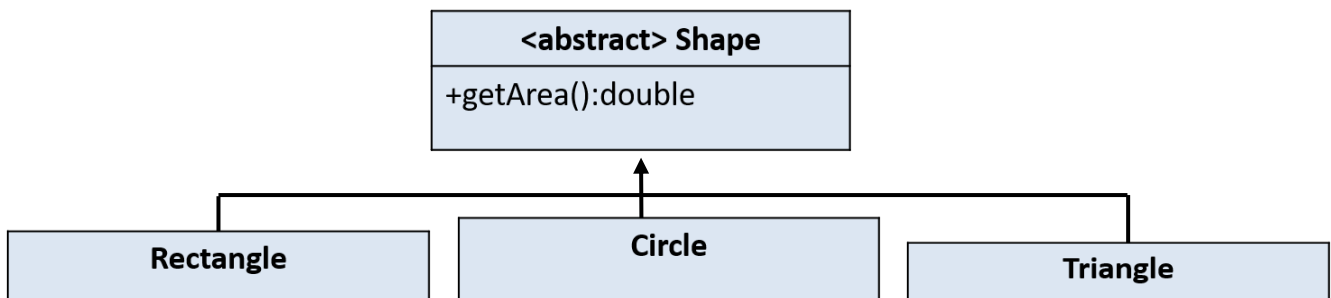 <abstract> Shape
+getArea():double
Rectangle
Circle
Triangle